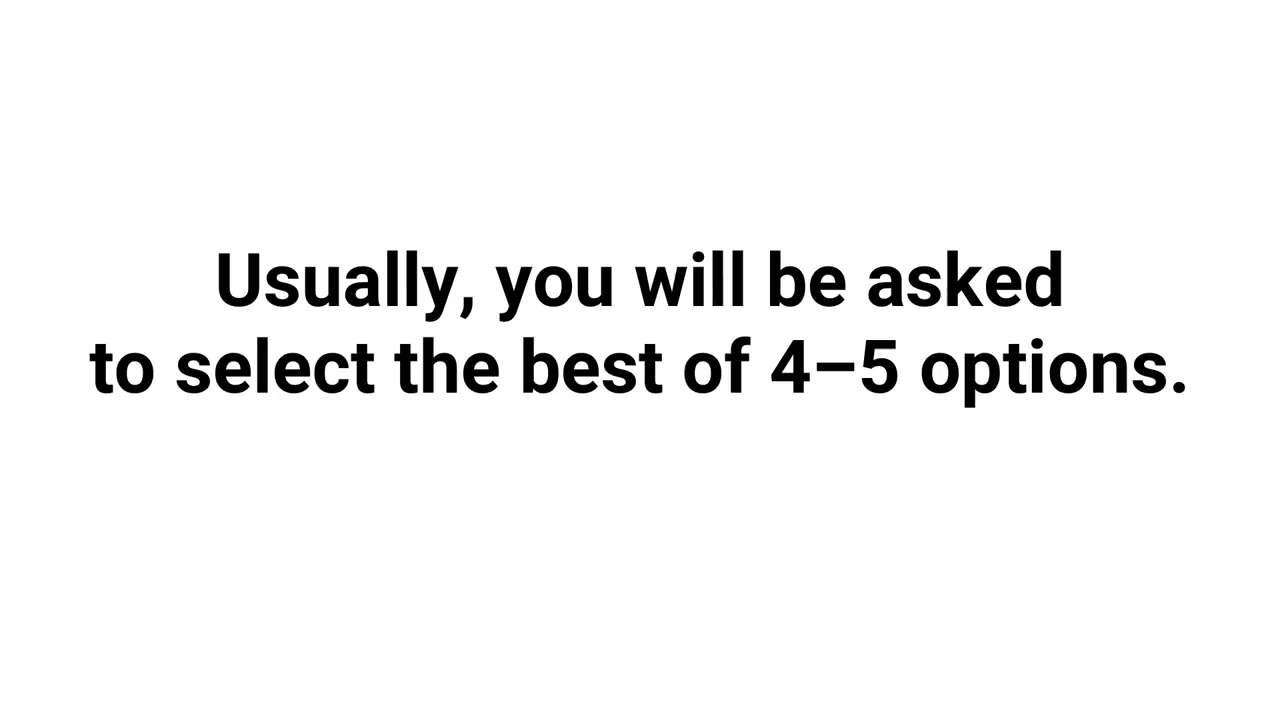 Usually, you will be asked
to select the best of 4–5 options.